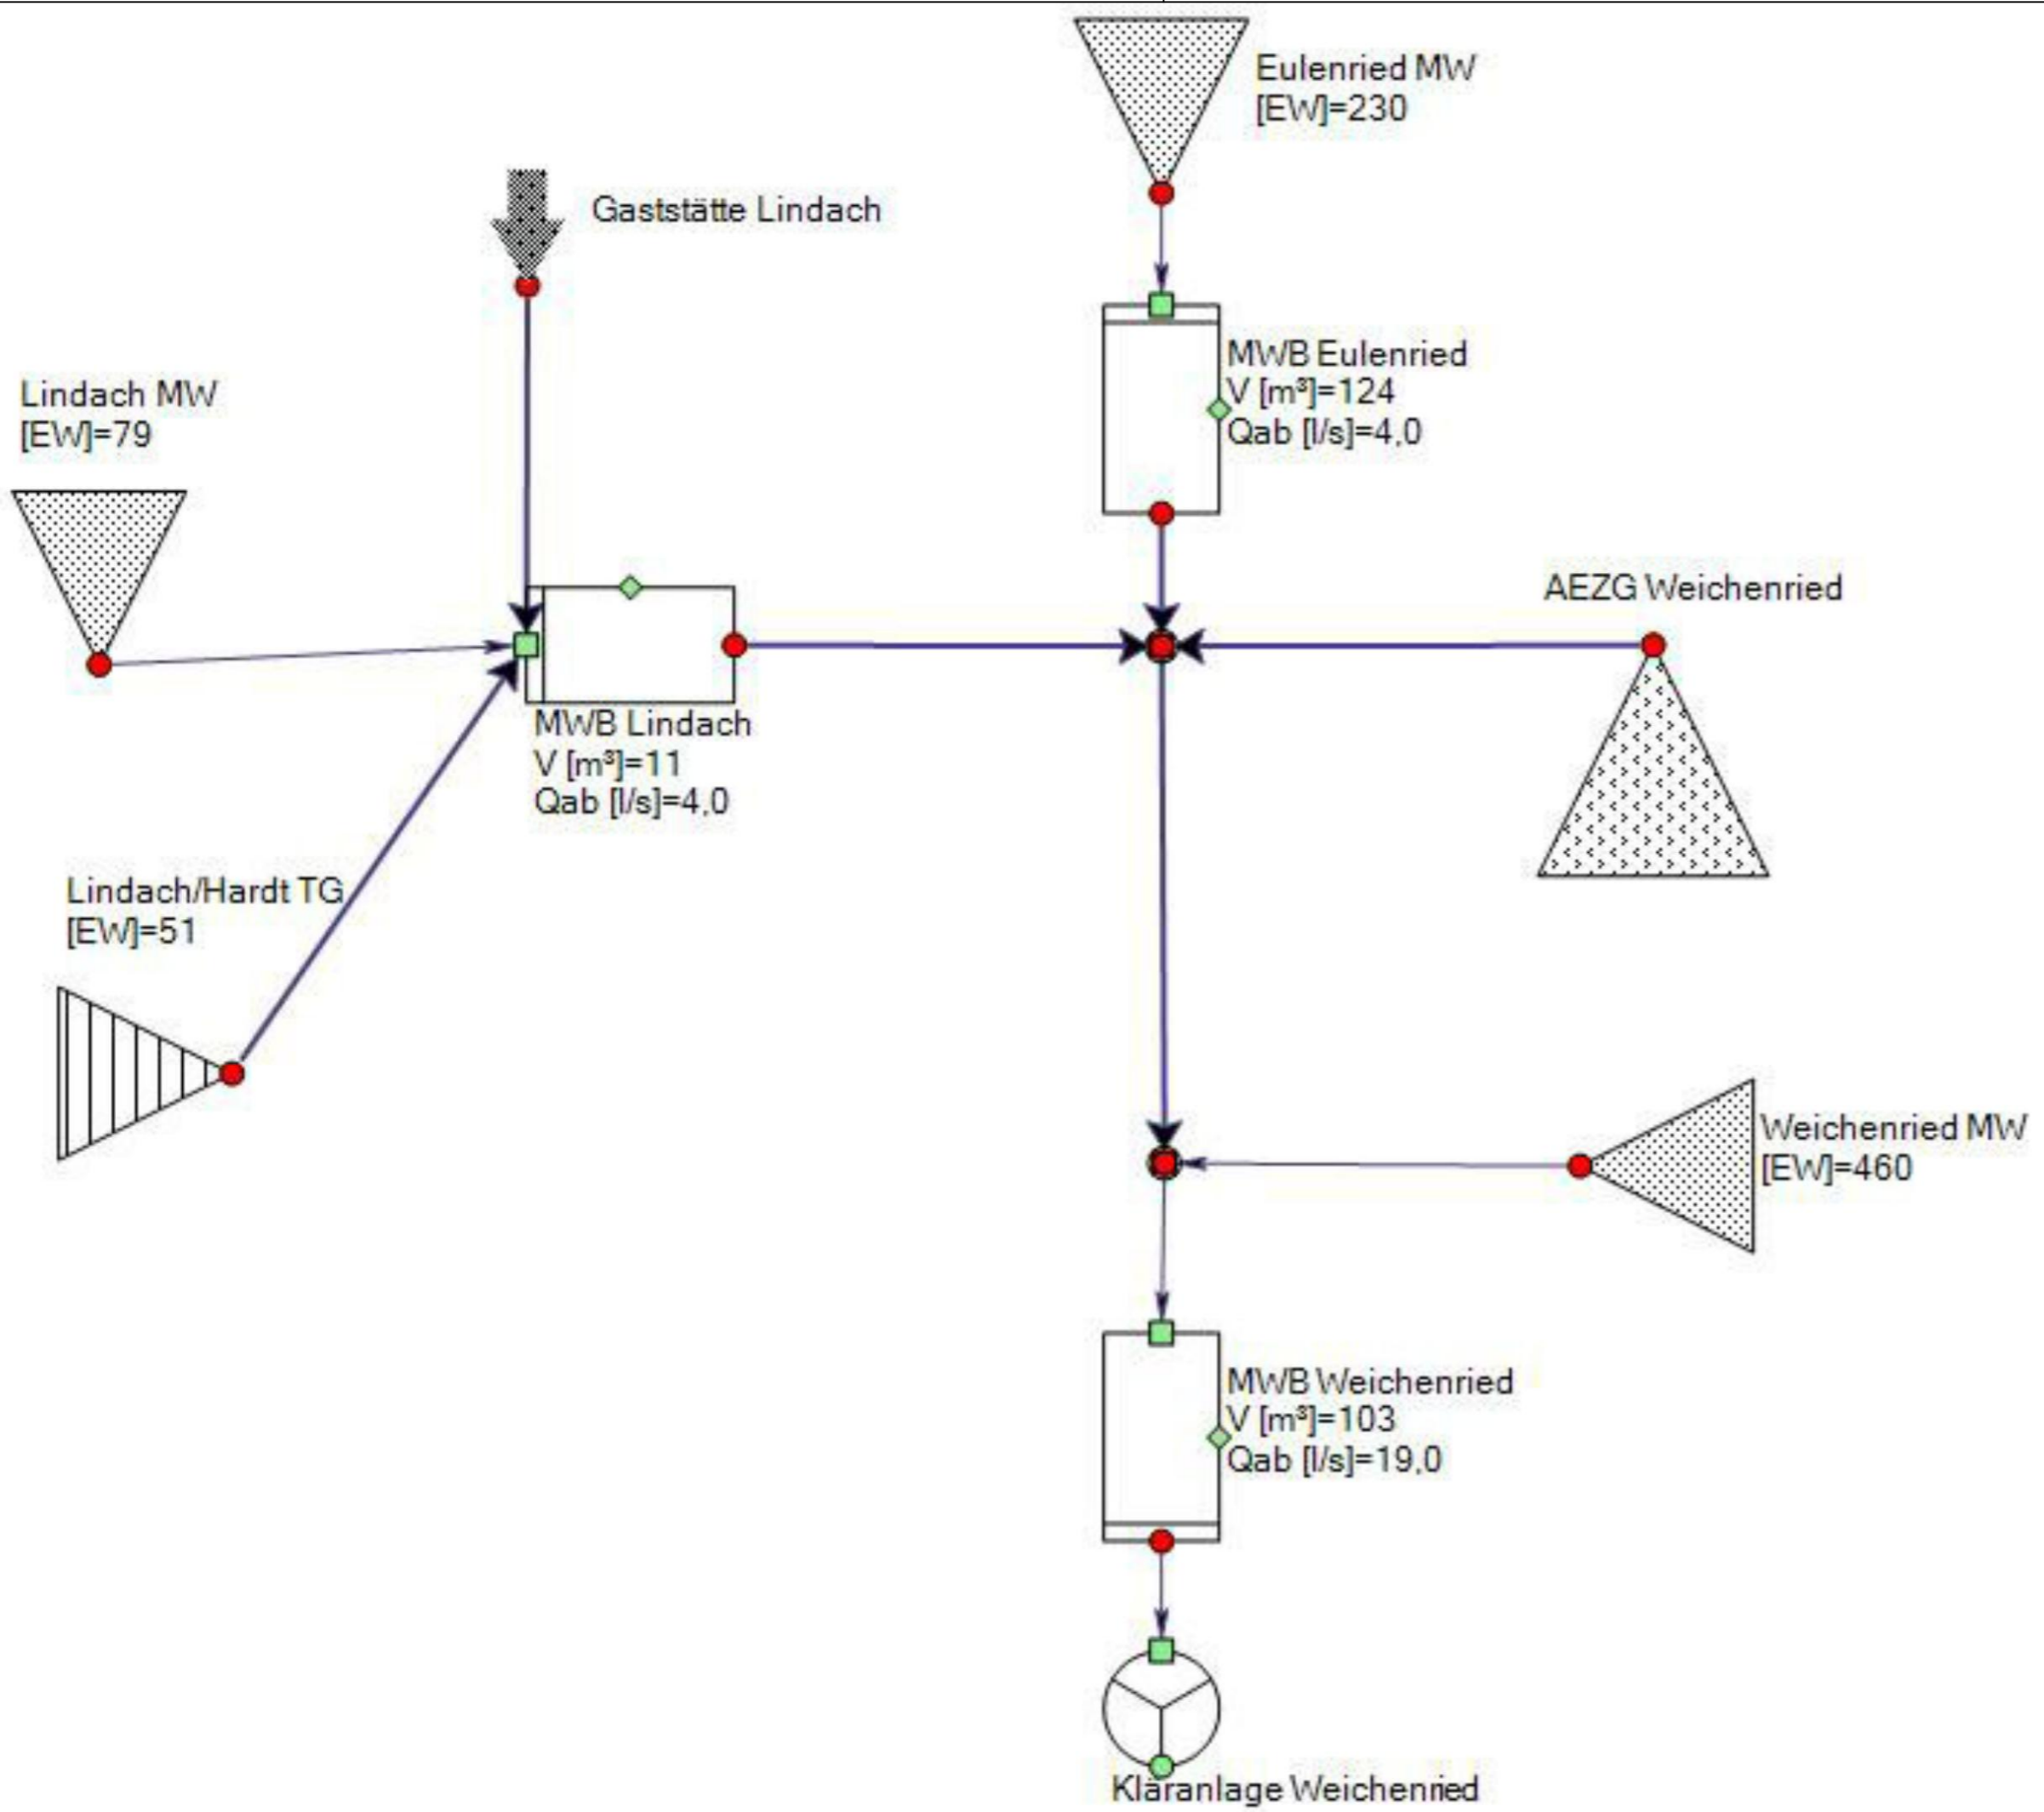 Eulenried MW
[EW]=230
Gaststätte Lindach
MWB Eulenried
V [m³]=124
Qab [l/s]=4,0
Lindach MW
[EW]=79
AEZG Weichenried
MWB Lindach
V [m³]=11
Qab [l/s]=4,0
Lindach/Hardt TG
[EW]=51
Weichenried MW
[EW]=460
MWB Weichenried
V [m³]=103
Qab [l/s]=19,0
Kläranlage Weichenried